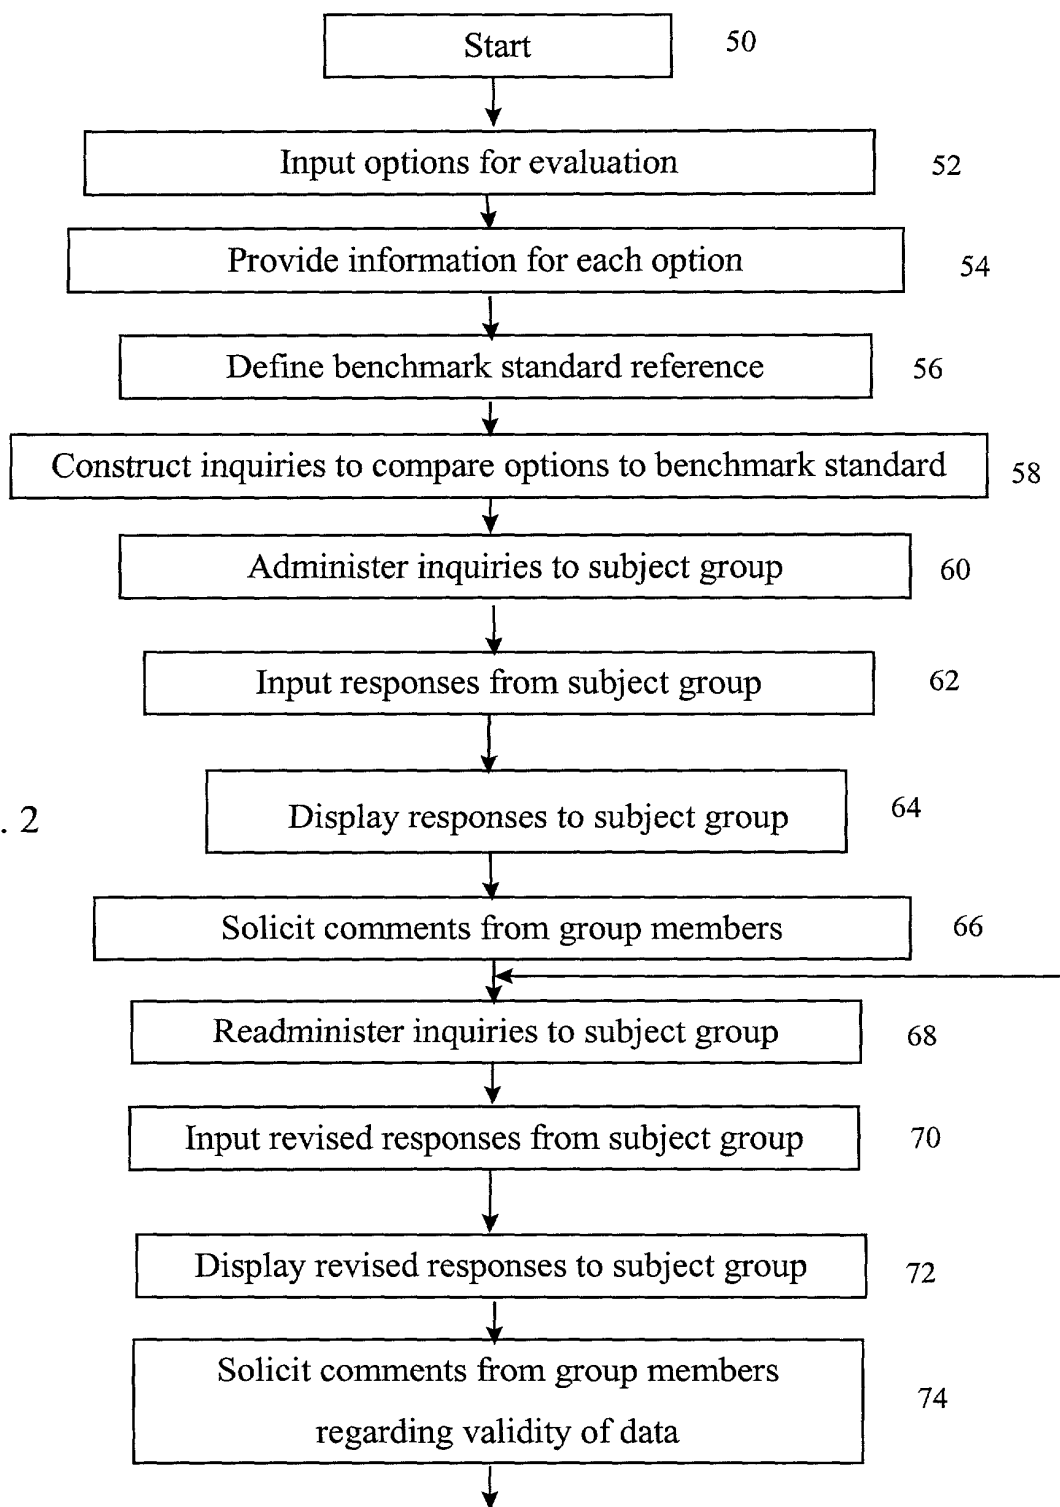 Start
50
Input options for evaluation
52
Provide information for each option
54
Define benchmark standard reference
56
Construct inquiries to compare options to benchmark standard
58
Administer inquiries to subject group
60
Input responses from subject group
62
Display responses to subject group
64
. 2
Solicit comments from group members
66
Readminister inquiries to subject group
68
Input revised responses from subject group
70
Display revised responses to subject group
72
Solicit comments from group members
regarding validity of data
74